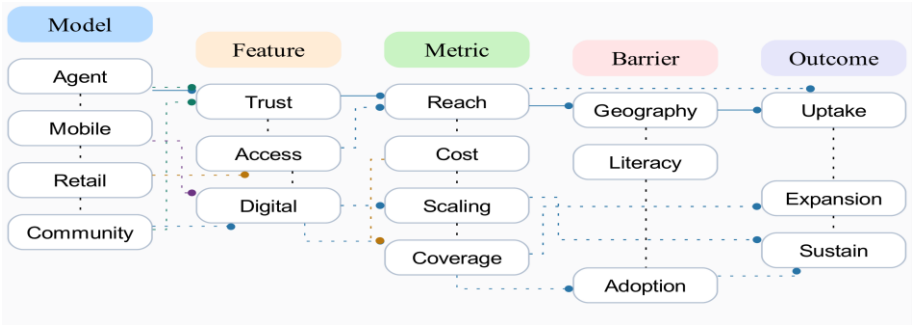 Model
Feature
Metric
Barrier
Outcome
Agent
Mobile
Retail
Community
Trust
Access
Digital
Reach
Cost
Scaling
Coverage
Geography
Literacy
Adoption
Uptake
Expansion
Sustain